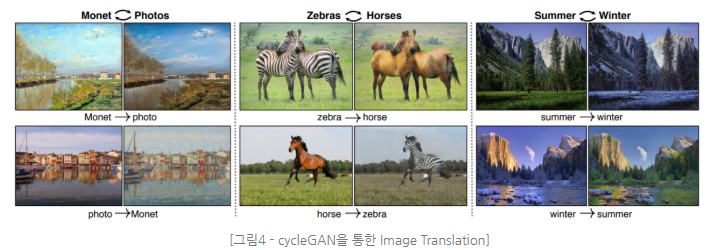 Monet Photos
Zebras Horses
Summer Winter
Monet → photo
zebra → horse
summer → winter
photo → Monet
horse → zebra
winter → summer
[그림4 - cycleGAN을 통한 Image Translation]